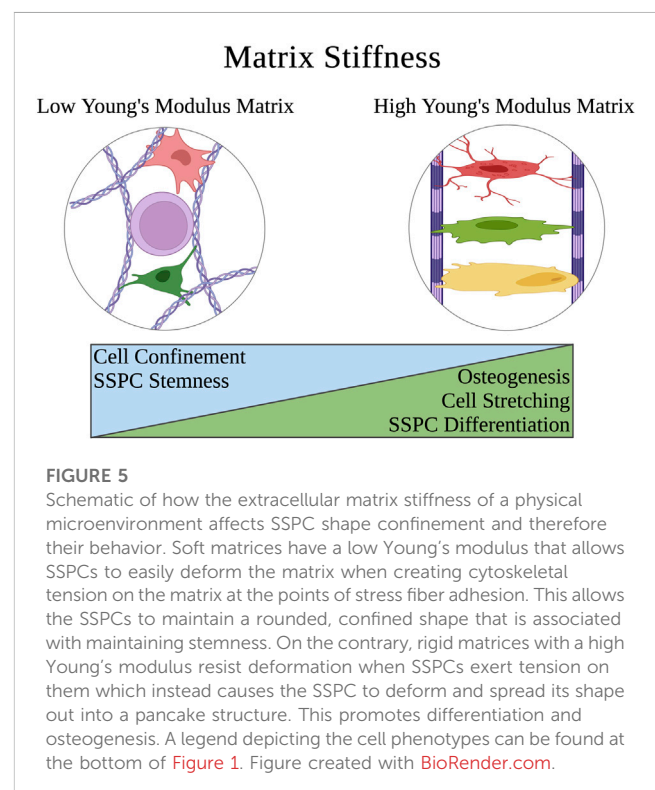 Matrix Stiffness
Low Young's Modulus Matrix
High Young's Modulus Matrix
Cell Confinement
SSPC Stemness
Osteogenesis
Cell Stretching
SSPC Differentiation
FIGURE 5
Schematic of how the extracellular matrix stiffness of a physical
microenvironment affects SSPC shape confinement and therefore
their behavior. Soft matrices have a low Young’s modulus that allows
SSPCs to easily deform the matrix when creating cytoskeletal
tension on the matrix at the points of stress fiber adhesion. This allows
the SSPCs to maintain a rounded, confined shape that is associated
with maintaining stemness. On the contrary, rigid matrices with a high
Young’s modulus resist deformation when SSPCs exert tension on
them which instead causes the SSPC to deform and spread its shape
out into a pancake structure. This promotes differentiation and
osteogenesis. A legend depicting the cell phenotypes can be found at
the bottom of Figure 1. Figure created with BioRender.com.